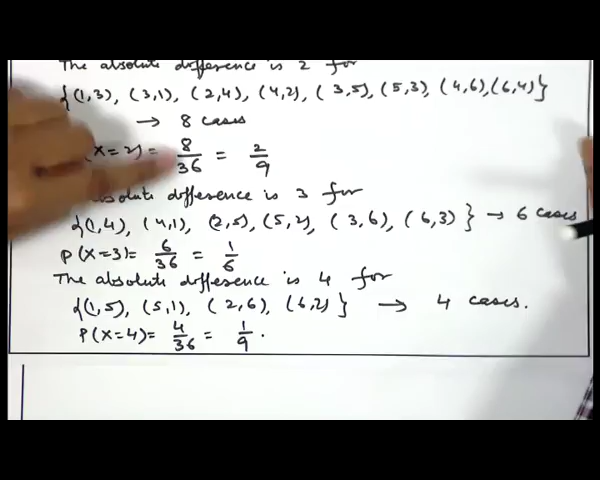 The absolute difference is 2 for
{(1,3), (3,1), (2,4), (4,2), (3,5), (5,3), (4,6), (6,4)}
→ 8 cases
(X=2) = 8/36 = 2/9
absolute difference is 3 for
{(1,4), (4,1), (2,5), (5,2), (3,6), (6,3)} → 6 cases
P(X=3) = 6/36 = 1/6
The absolute difference is 4 for
{(1,5), (5,1), (2,6), (6,2)} → 4 cases.
P(X=4) = 4/36 = 1/9.